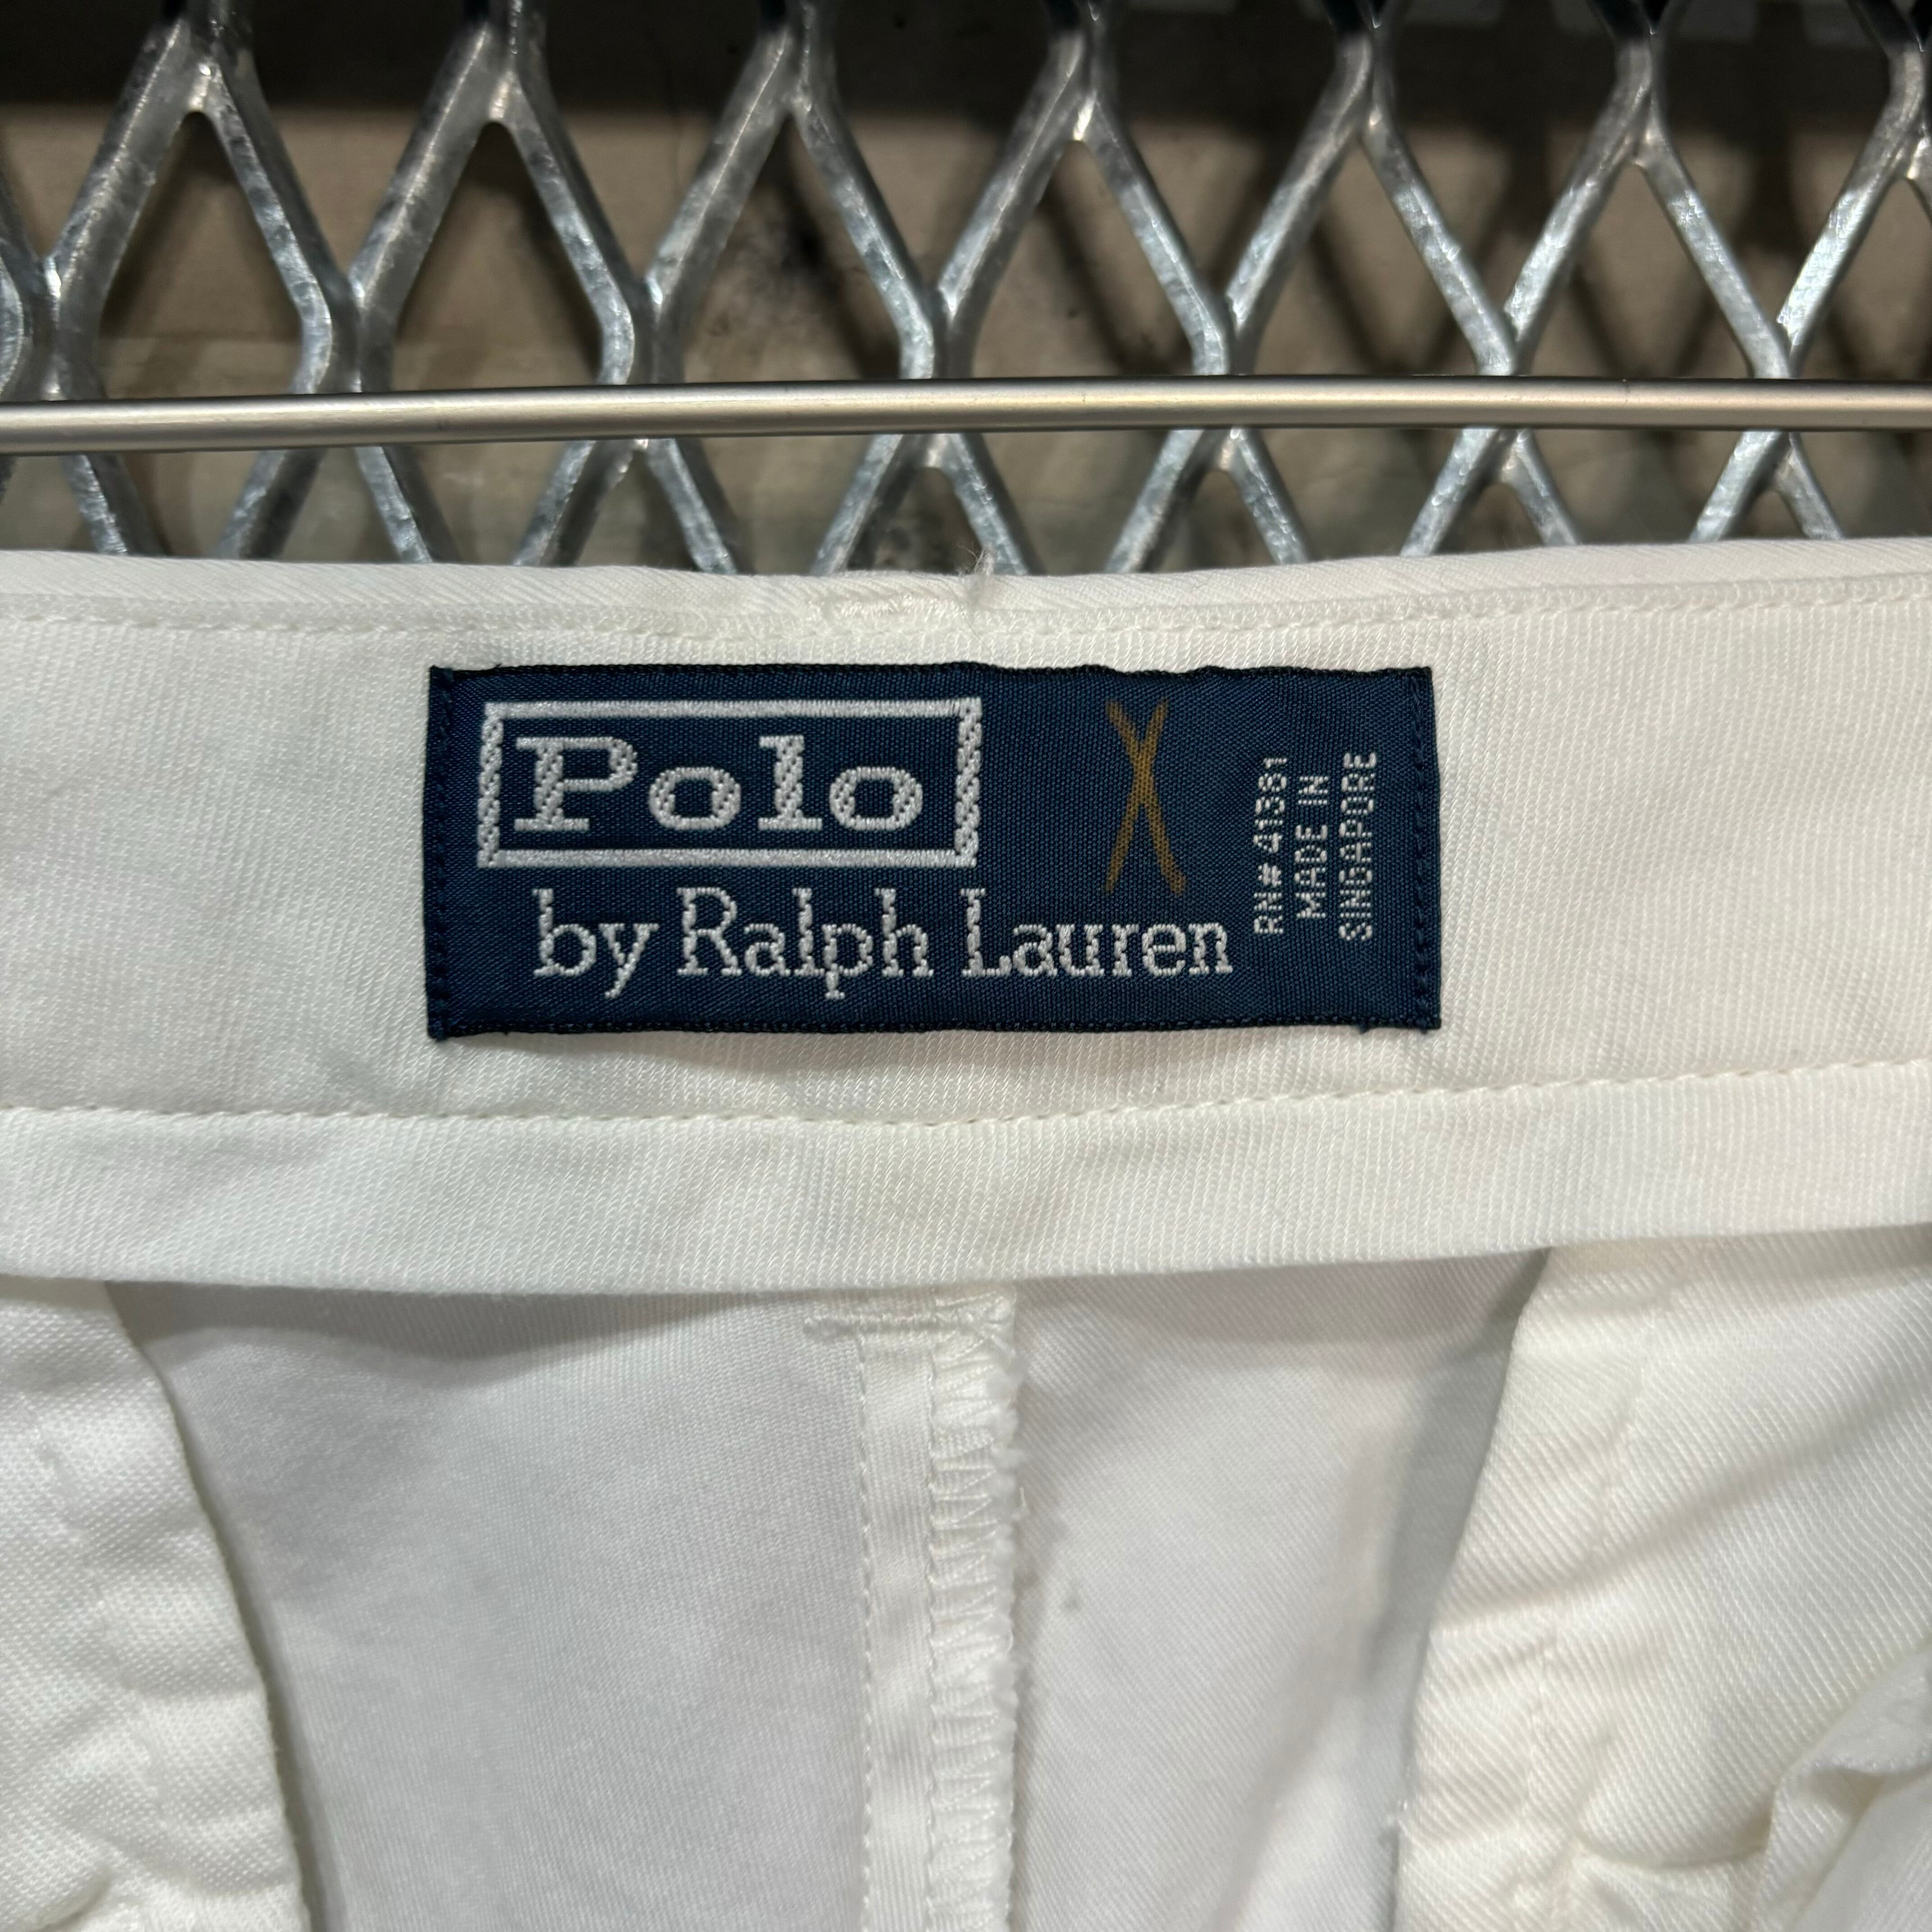 Polo
by Ralph Lauren
RN# 41381
MADE IN
SINGAPORE